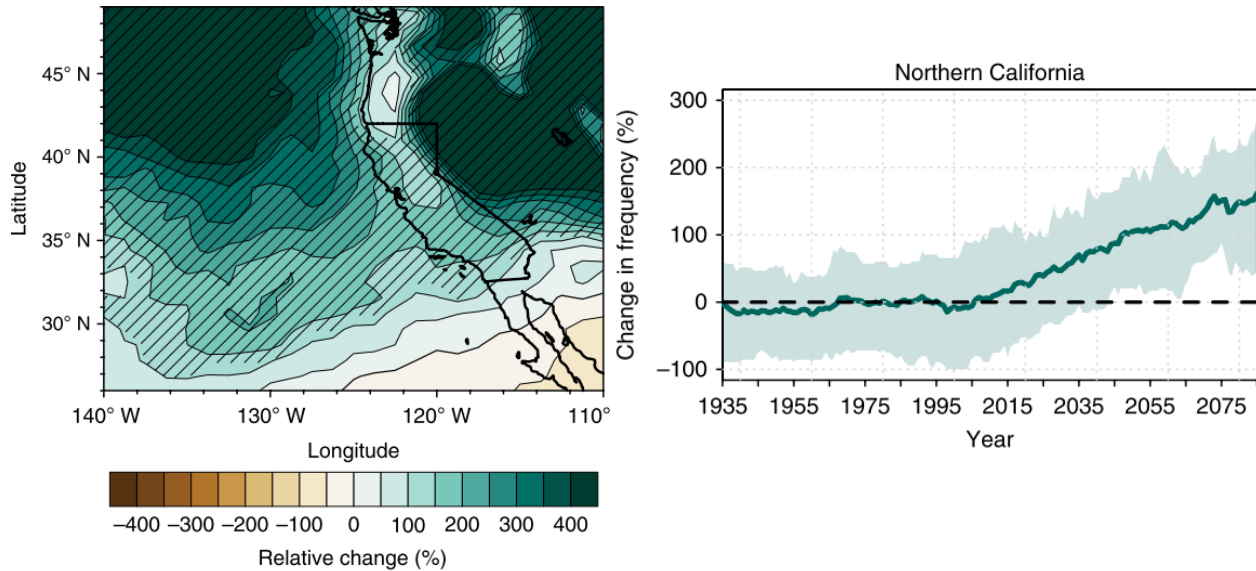 45° N
40° N
35° N
30° N
Latitude
140° W
130° W
120° W
110°
Longitude
−400
−300
−200
−100
0
100
200
300
400
Relative change (%)
Northern California
Change in frequency (%)
300
200
100
0
−100
1935
1955
1975
1995
2015
2035
2055
2075
Year